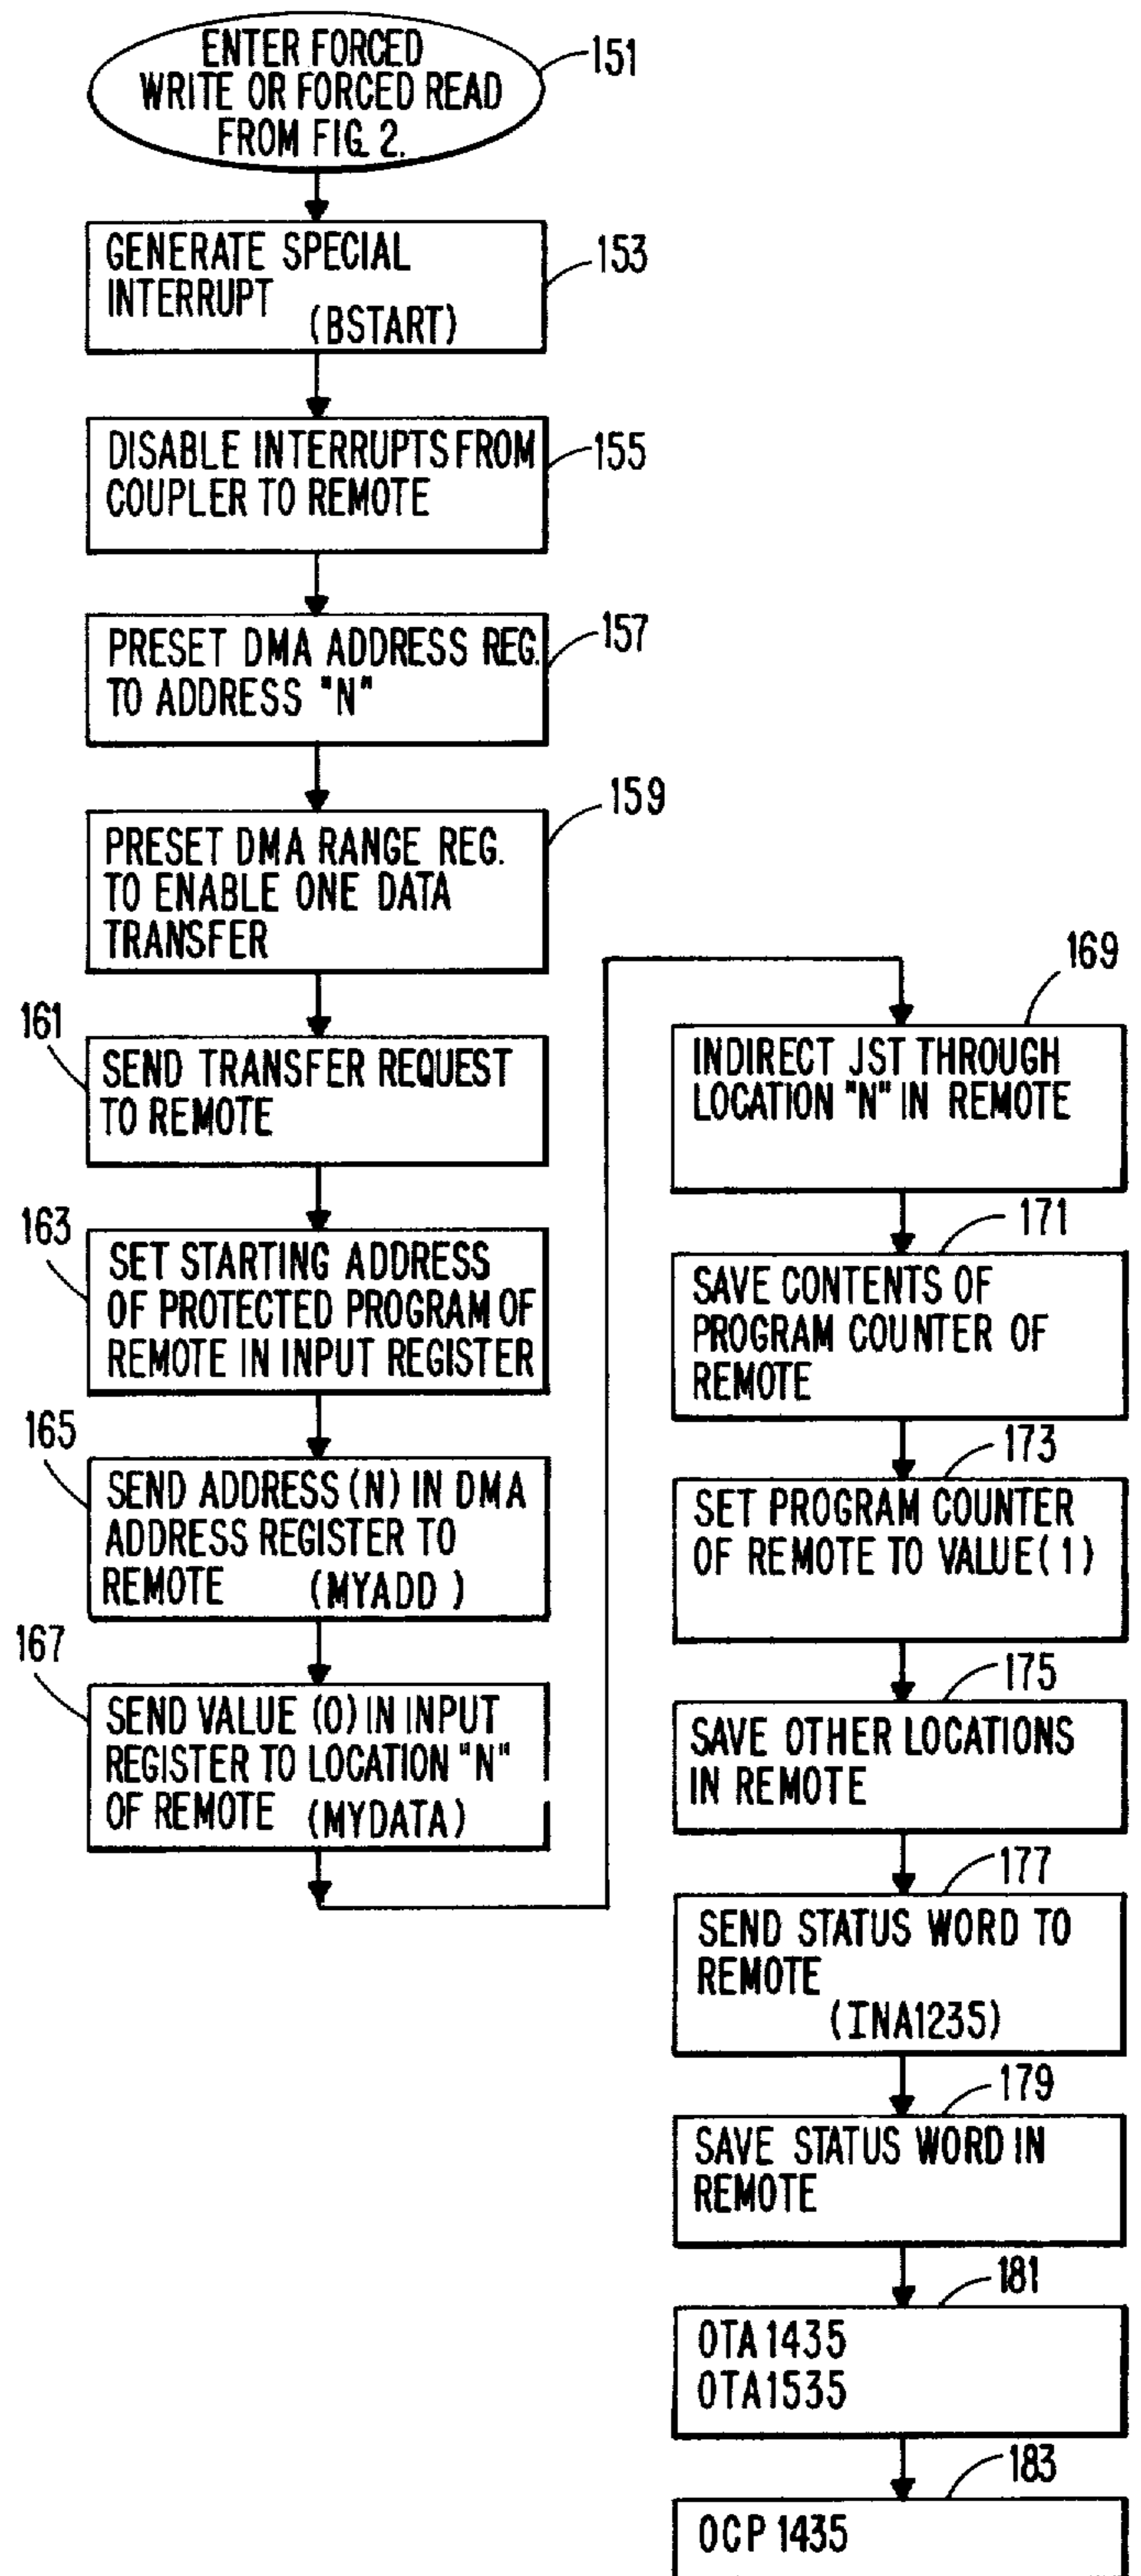 ENTER FORCED
WRITE OR FORCED READ
FROM FIG. 2.
151
GENERATE SPECIAL
INTERRUPT
(BSTART)
153
DISABLE INTERRUPTS FROM
COUPLER TO REMOTE
155
PRESET DMA ADDRESS REG.
TO ADDRESS "N"
157
PRESET DMA RANGE REG.
TO ENABLE ONE DATA
TRANSFER
159
161
SEND TRANSFER REQUEST
TO REMOTE
163
SET STARTING ADDRESS
OF PROTECTED PROGRAM OF
REMOTE IN INPUT REGISTER
165
SEND ADDRESS (N) IN DMA
ADDRESS REGISTER TO
REMOTE (MYADD )
167
SEND VALUE (0) IN INPUT
REGISTER TO LOCATION "N"
OF REMOTE (MYDATA)
169
INDIRECT JST THROUGH
LOCATION "N" IN REMOTE
171
SAVE CONTENTS OF
PROGRAM COUNTER OF
REMOTE
173
SET PROGRAM COUNTER
OF REMOTE TO VALUE(1)
175
SAVE OTHER LOCATIONS
IN REMOTE
177
SEND STATUS WORD TO
REMOTE
(INA1235)
179
SAVE STATUS WORD IN
REMOTE
181
OTA1435
OTA1535
183
OCP1435